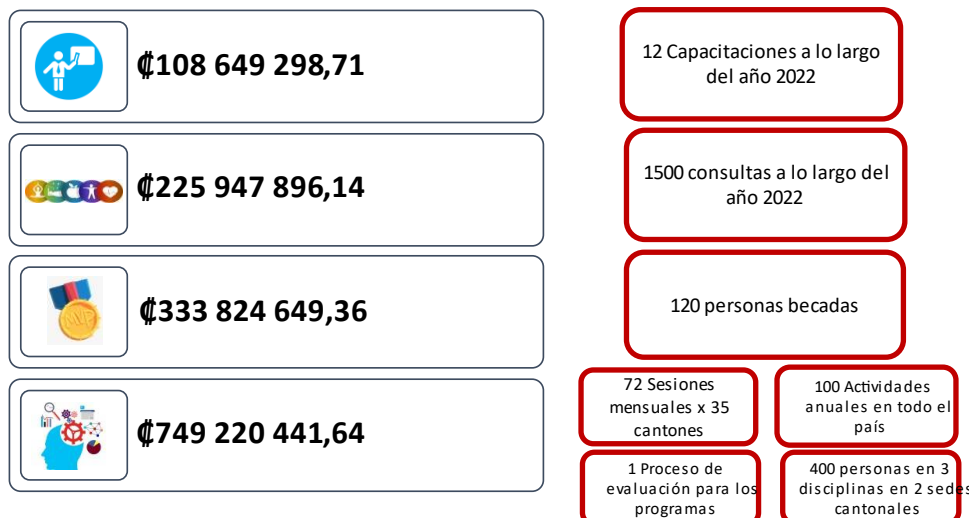 ₡108 649 298,71
12 Capacitaciones a lo largo
del año 2022
₡225 947 896,14
1500 consultas a lo largo del
año 2022
₡333 824 649,36
120 personas becadas
₡749 220 441,64
72 Sesiones
mensuales x 35
cantones
100 Actividades
anuales en todo el
país
1 Proceso de
evaluación para los
programas
400 personas en 3
disciplinas en 2 sedes
cantonales